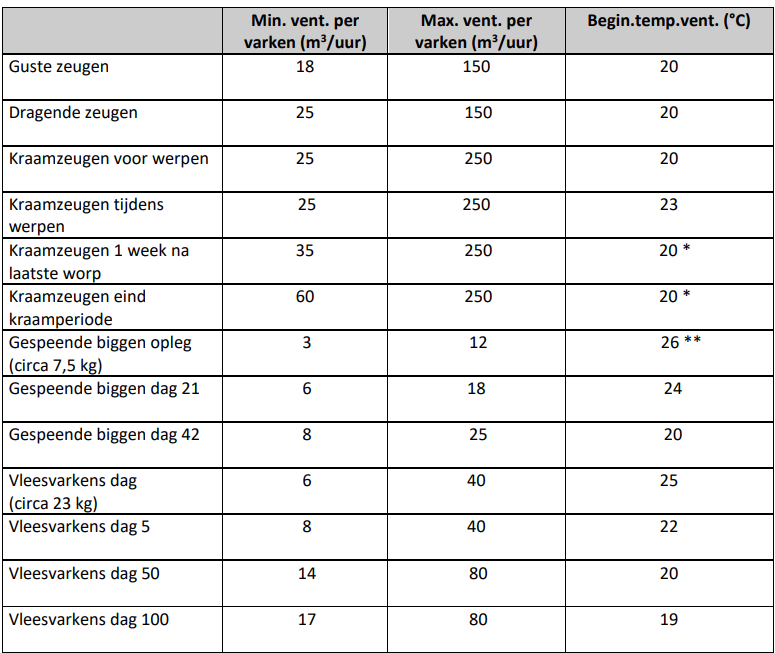 Min. vent. per varken (m³/uur) Max. vent. per varken (m³/uur) Begin.temp.vent. (°C)
Guste zeugen 18 150 20
Dragende zeugen 25 150 20
Kraamzeugen voor werpen 25 250 20
Kraamzeugen tijdens 25 250 23
werpen
Kraamzeugen 1 week na 35 250 20 *
laatste worp
Kraamzeugen eind 60 250 20 *
kraamperiode
Gespeende biggen opleg 3 12 26 **
(circa 7,5 kg)
Gespeende biggen dag 21 6 18 24
Gespeende biggen dag 42 8 25 20
Vleesvarkens dag 6 40 25
(circa 23 kg)
Vleesvarkens dag 5 8 40 22
Vleesvarkens dag 50 14 80 20
Vleesvarkens dag 100 17 80 19